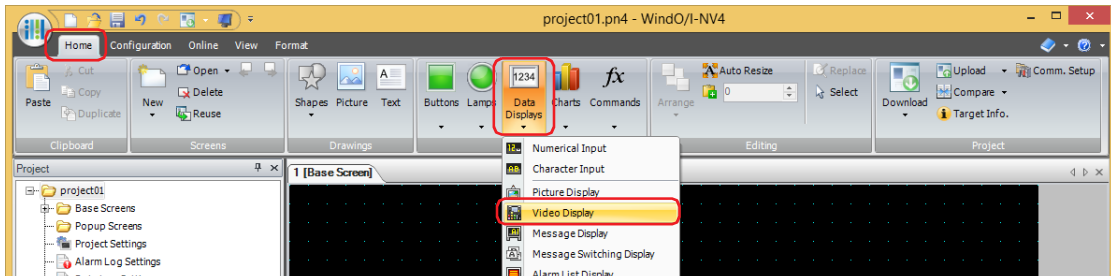 project01.pn4 - WindO/I-NV4
Home Configuration Online View Format
Cut
Copy
Duplicate
Paste
Clipboard
New
Open
Delete
Reuse
Screens
Shapes Picture Text
Drawings
Buttons Lamps
1234
Data Displays
Charts
fx
Commands
Arrange
Auto Resize
0
Replace
Select
Editing
Download
Upload
Compare
Target Info.
Comm. Setup
Project
Project
project01
Base Screens
Popup Screens
Project Settings
Alarm Log Settings
1 [Base Screen]
Numerical Input
Character Input
Picture Display
Video Display
Message Display
Message Switching Display
Alarm List Display